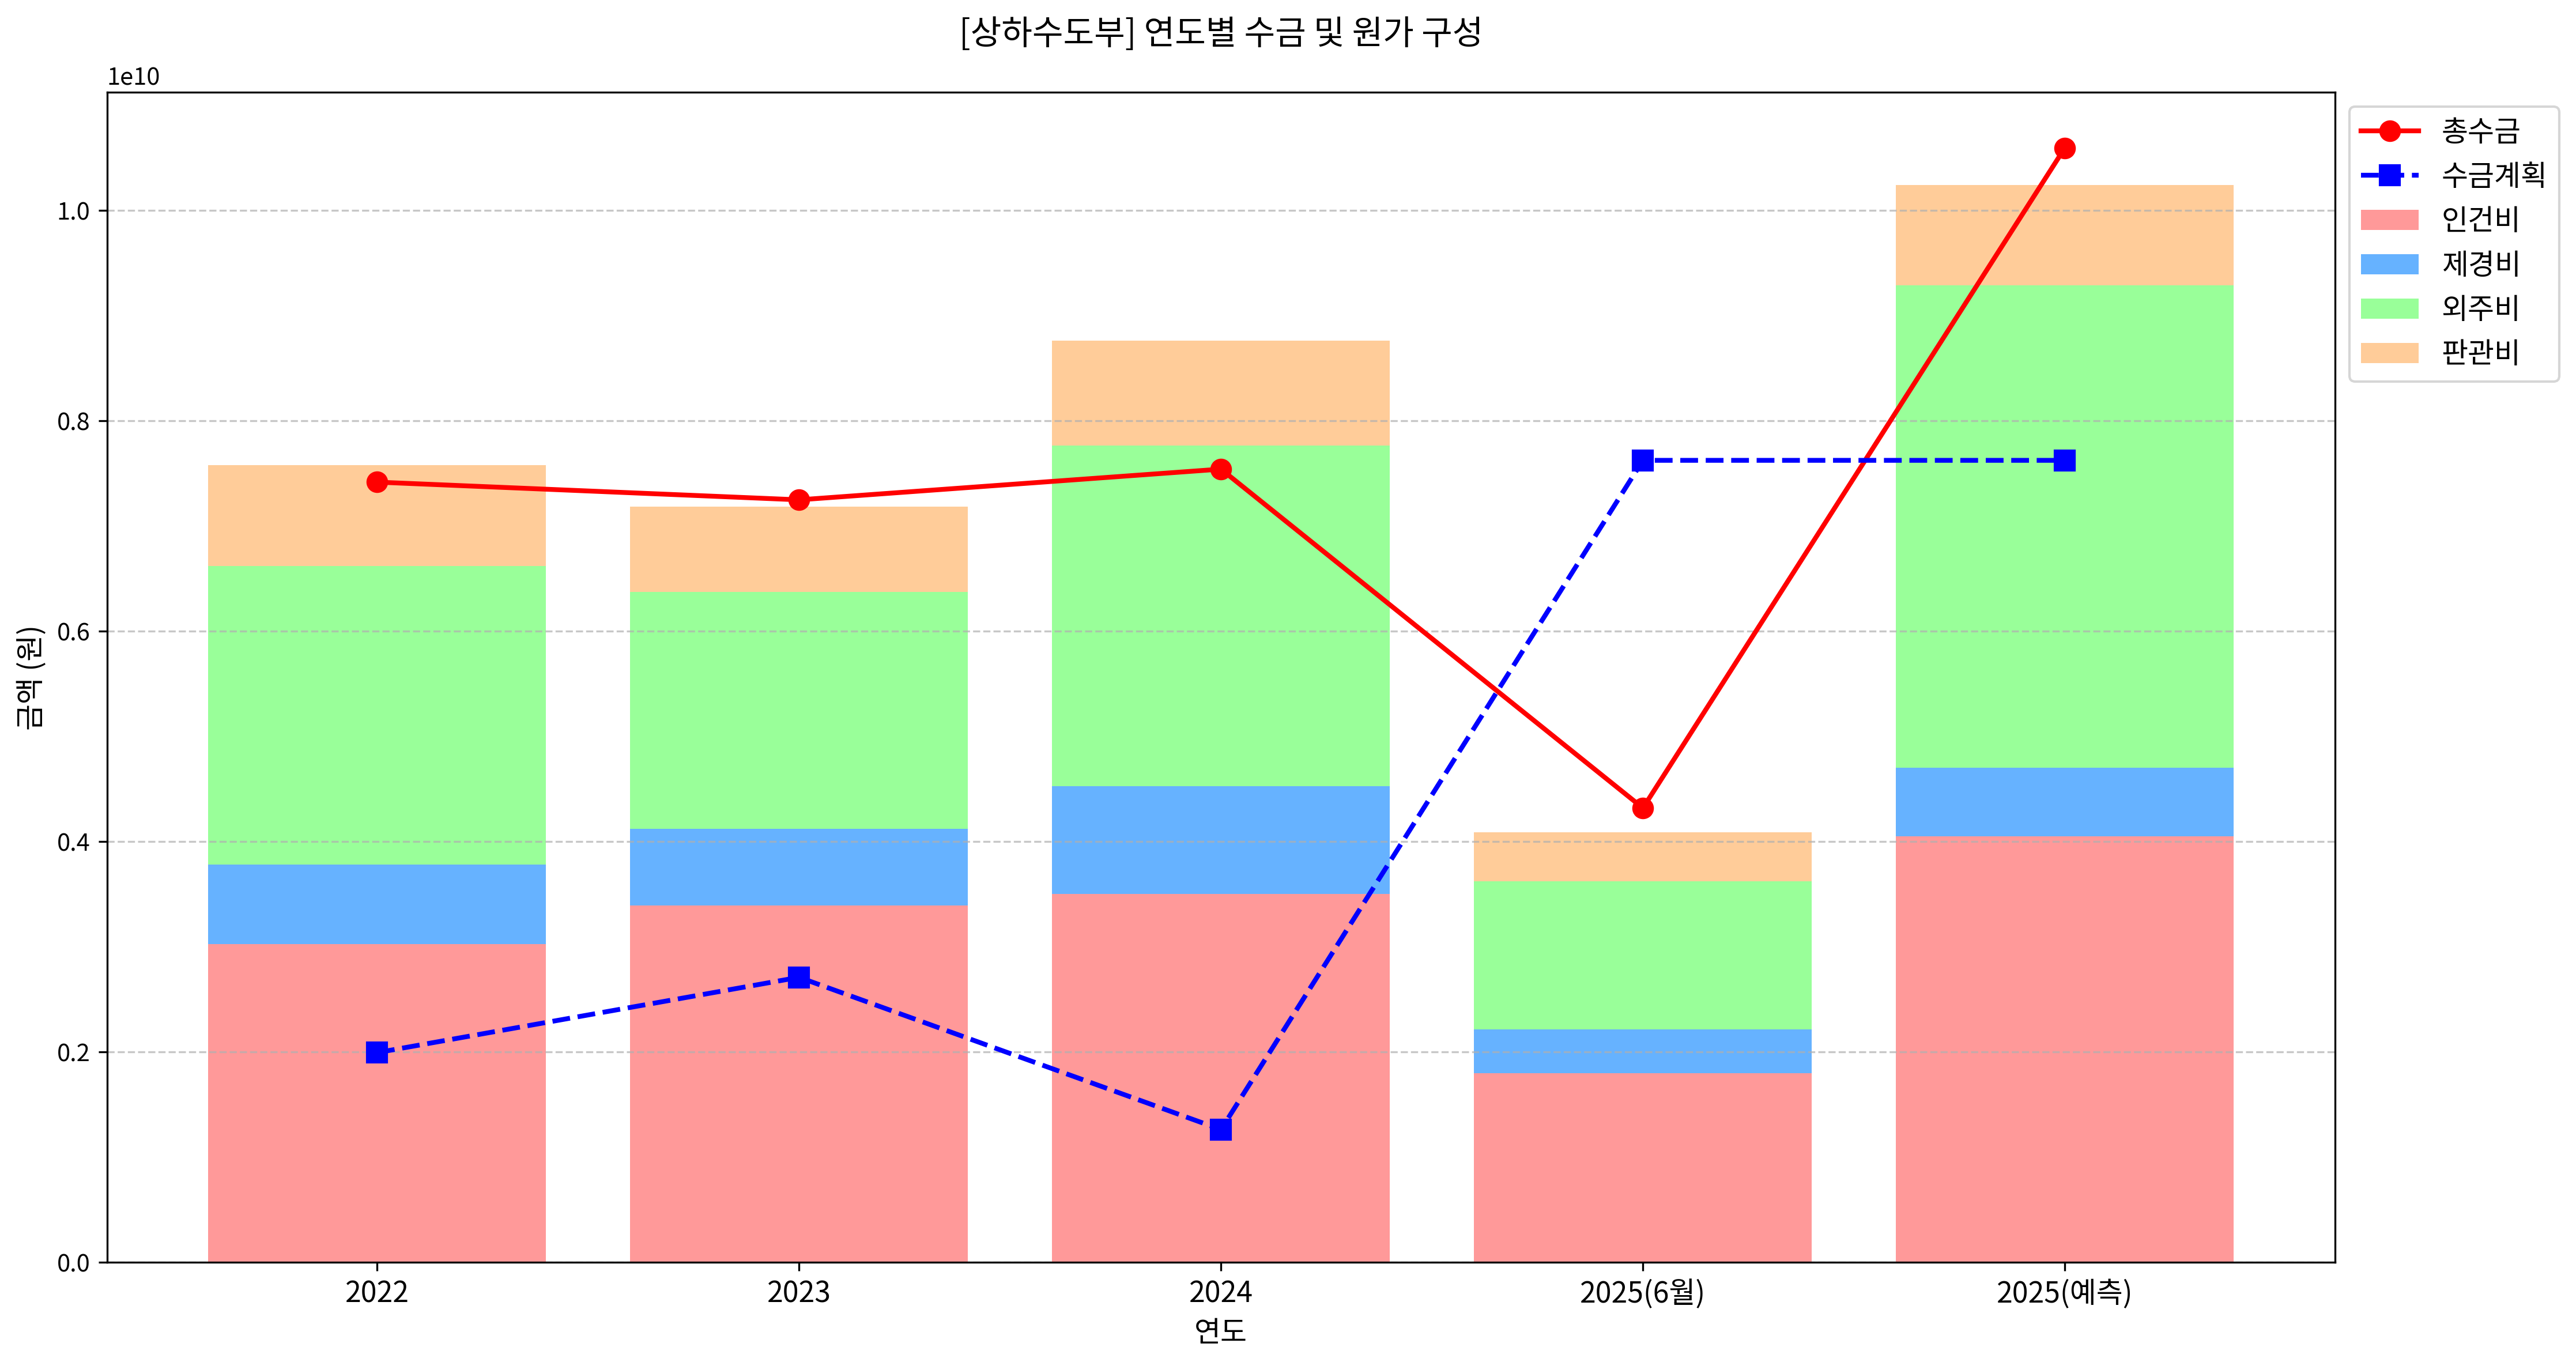 [상하수도부] 연도별 수금 및 원가 구성
1e10
1.0
0.8
0.6
0.4
0.2
0.0
금액 (원)
2022
2023
2024
2025(6월)
2025(예측)
연도
총수금
수금계획
인건비
제경비
외주비
판관비